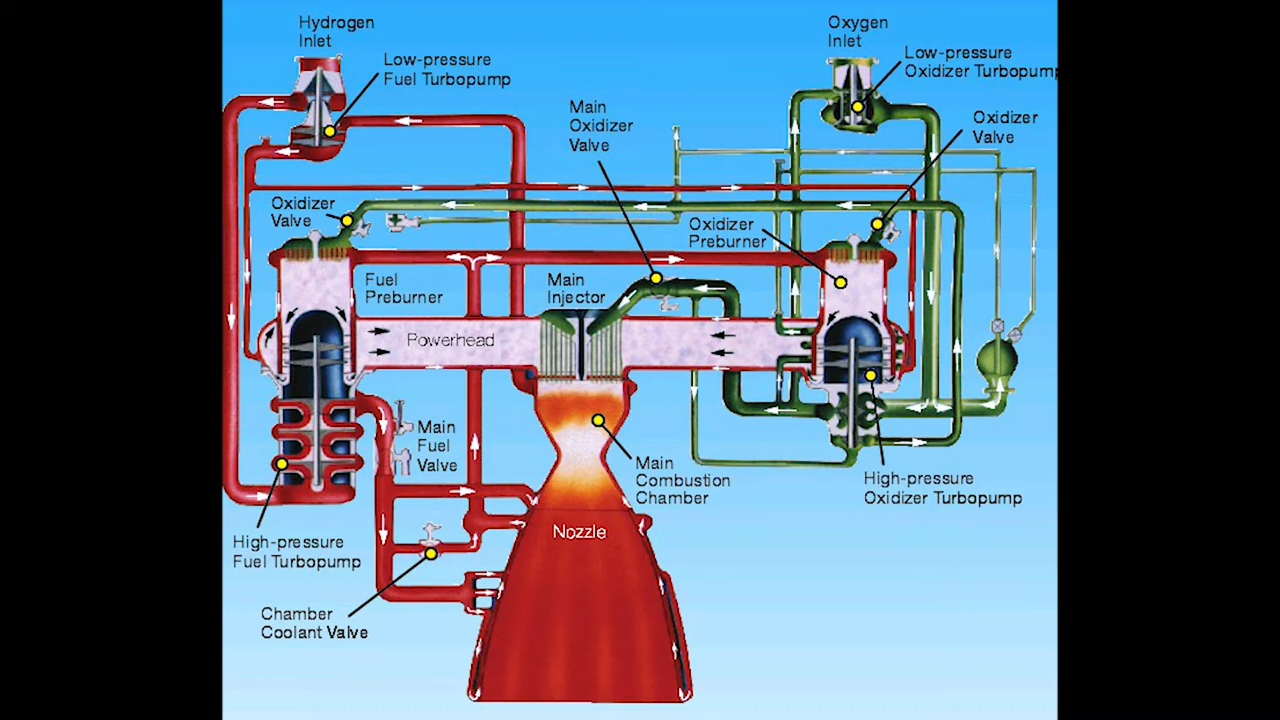 Hydrogen
Inlet
Low-pressure
Fuel Turbopump
Main
Oxidizer
Valve
Oxygen
Inlet
Low-pressure
Oxidizer Turbopump
Oxidizer
Valve
Oxidizer
Valve
Oxidizer
Preburner
Fuel
Preburner
Main
Injector
Powerhead
Main
Fuel
Valve
Main
Combustion
Chamber
High-pressure
Oxidizer Turbopump
Nozzle
High-pressure
Fuel Turbopump
Chamber
Coolant Valve